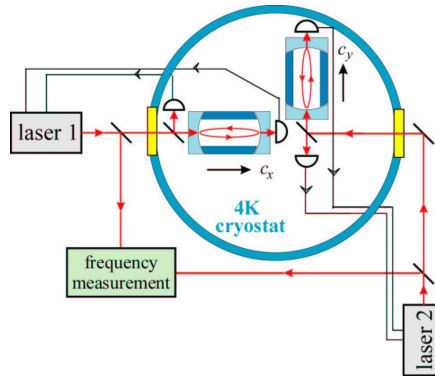 c_y
laser 1
c_x
4K
cryostat
frequency
measurement
laser 2